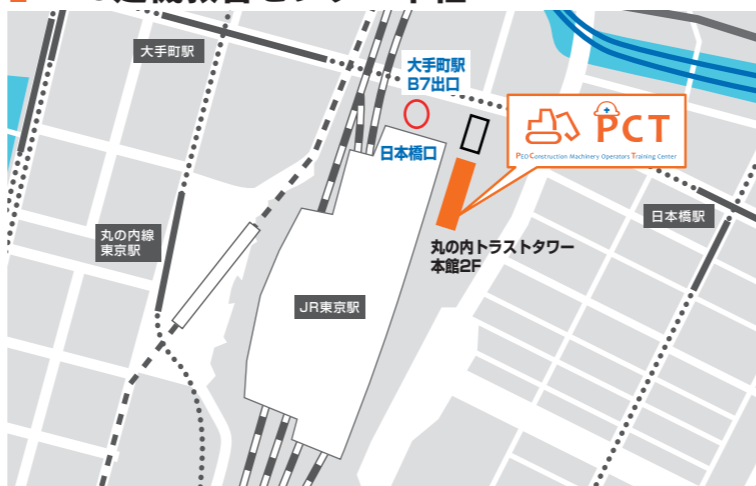 大手町駅
大手町駅
B7出口
PCT
PEO Construction Machinery Operators Training Center
日本橋口
日本橋駅
丸の内線
東京駅
丸の内トラストタワー
本館2F
JR東京駅